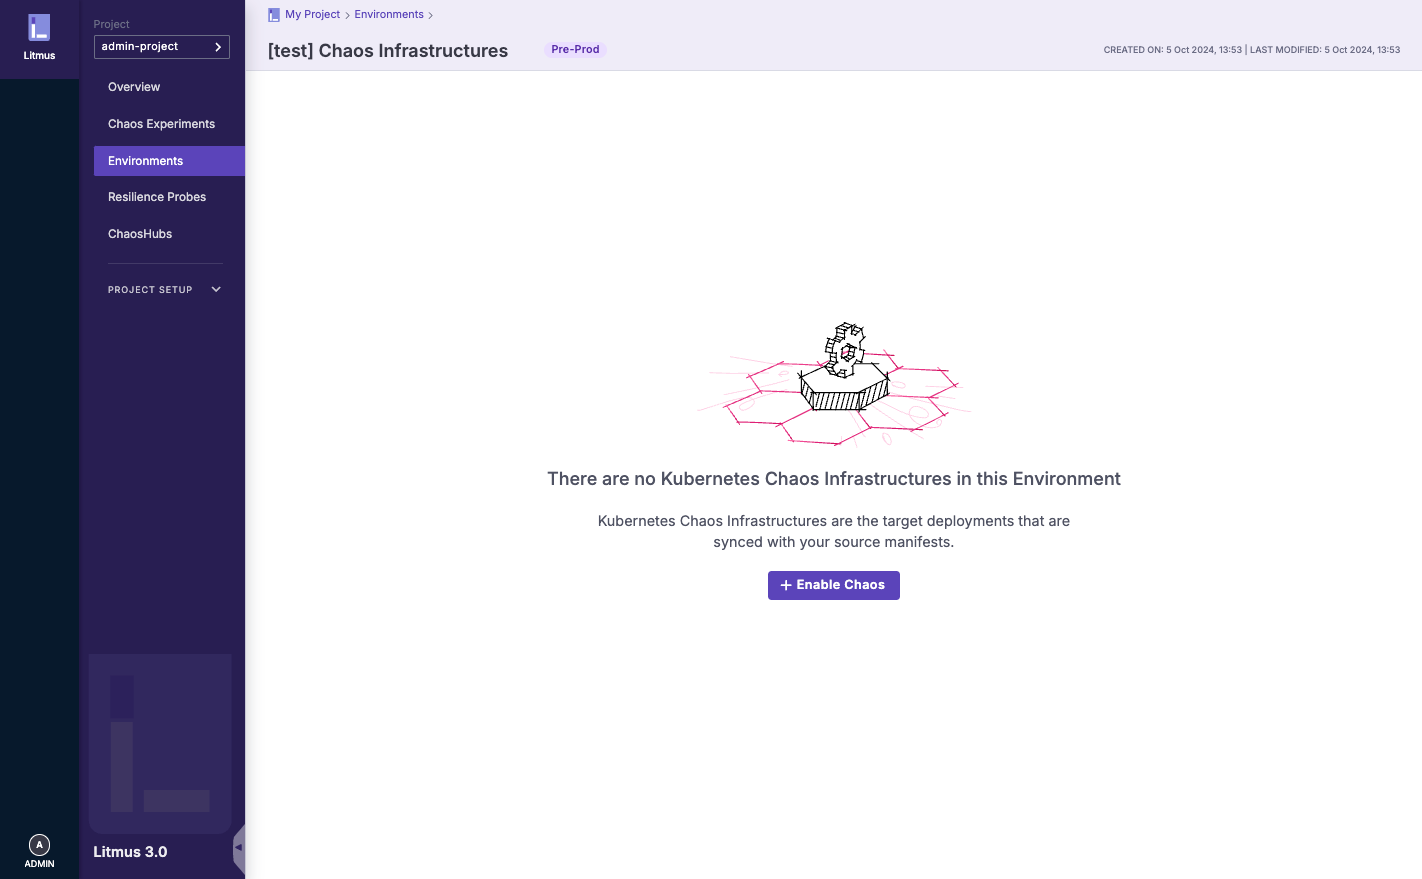 Litmus
Project
admin-project
Overview
Chaos Experiments
Environments
Resilience Probes
ChaosHubs
PROJECT SETUP
Litmus 3.0
A
ADMIN
My Project > Environments >
[test] Chaos Infrastructures
Pre-Prod
CREATED ON: 5 Oct 2024, 13:53 | LAST MODIFIED: 5 Oct 2024, 13:53
There are no Kubernetes Chaos Infrastructures in this Environment
Kubernetes Chaos Infrastructures are the target deployments that are
synced with your source manifests.
+ Enable Chaos